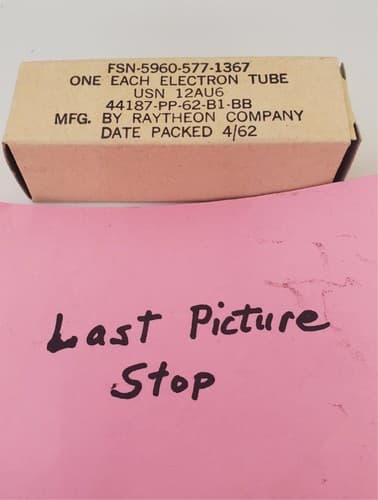 FSN-5960-577-1367
ONE EACH ELECTRON TUBE
USN 12AU6
44187-PP-62-B1-BB
MFG. BY RAYTHEON COMPANY
DATE PACKED 4/62
Last Picture
Stop